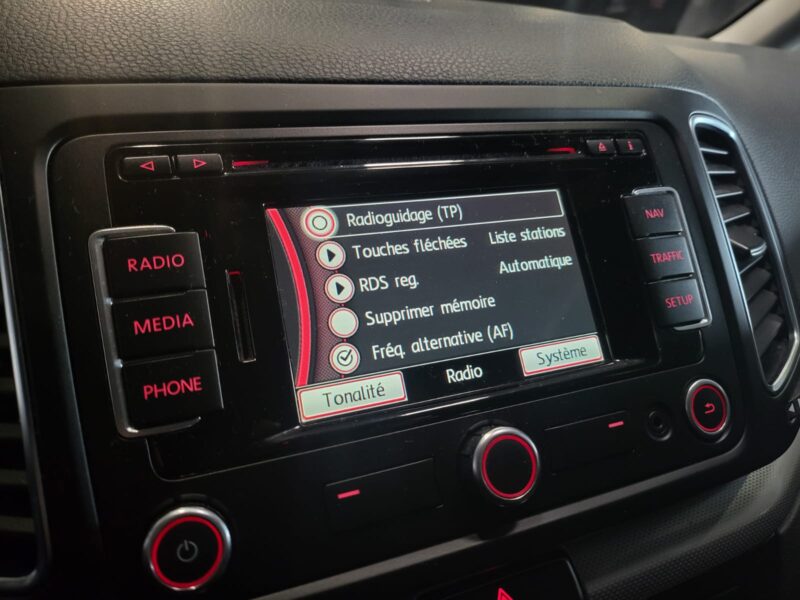 RADIO
MEDIA
PHONE
Radioguidage (TP)
Touches fléchées Liste stations
RDS reg. Automatique
Supprimer mémoire
Fréq. alternative (AF)
Tonalité Radio Système
NAV
TRAFFIC
SETUP